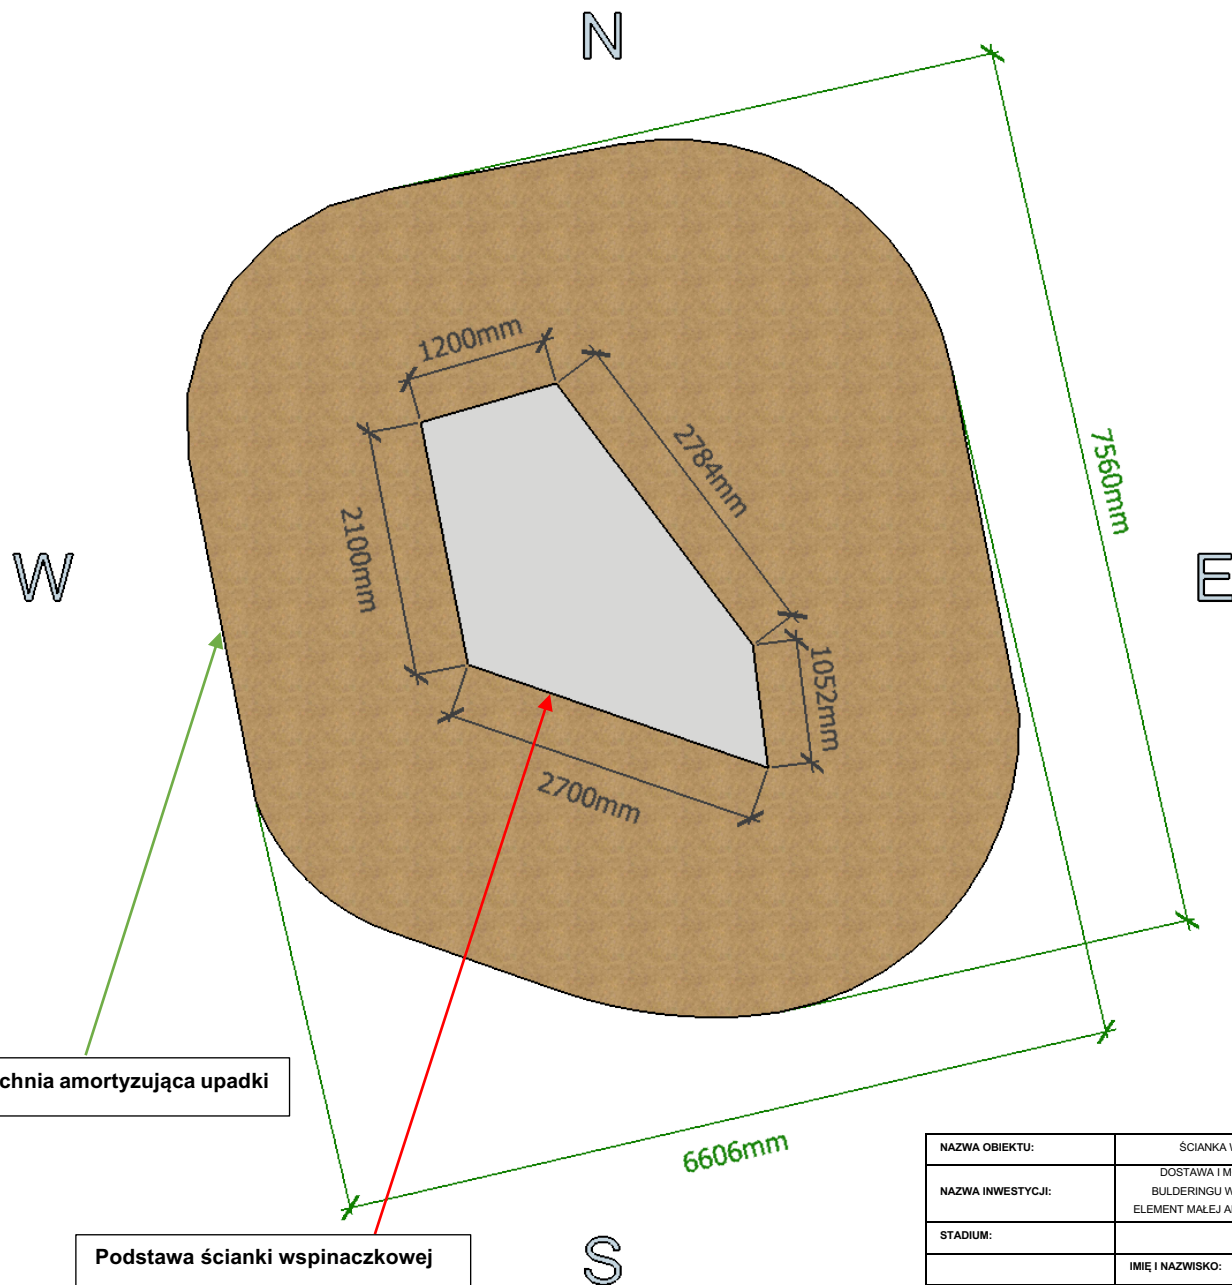 N
1200mm
2784mm
7560mm
2100mm
W
E
1052mm
2700mm
chnia amortyzująca upadki
6606mm
Podstawa ścianki wspinaczkowej
S
NAZWA OBIEKTU: ŚCIANKA
NAZWA INWESTYCJI: DOSTAWA I
BULDERINGU
ELEMENT MAŁEJ
STADIUM:
IMIĘ I NAZWISKO: